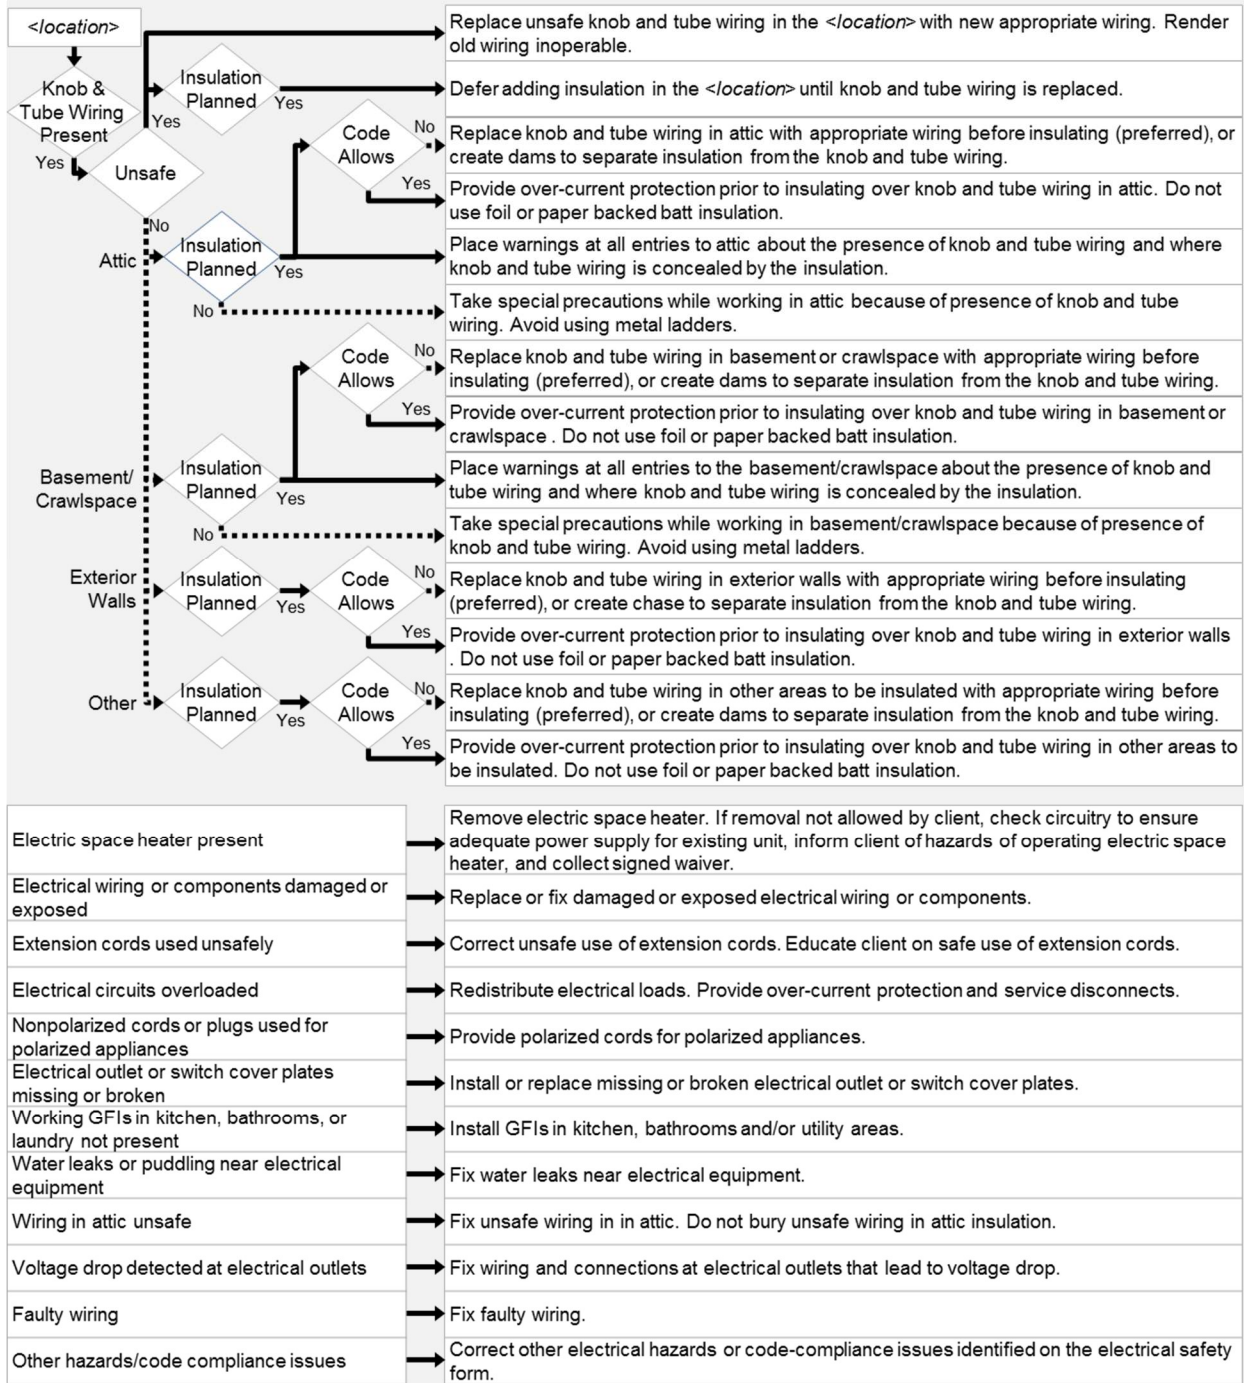 <location>
Knob &
Tube Wiring
Present
Yes
Yes
Unsafe
No
Insulation
Planned
Yes
Replace unsafe knob and tube wiring in the <location> with new appropriate wiring. Render
old wiring inoperable.
Defer adding insulation in the <location> until knob and tube wiring is replaced.
Attic
Insulation
Planned
Yes
No
Code
Allows
No
Yes
Replace knob and tube wiring in attic with appropriate wiring before insulating (preferred), or
create dams to separate insulation from the knob and tube wiring.
Provide over-current protection prior to insulating over knob and tube wiring in attic. Do not
use foil or paper backed batt insulation.
Place warnings at all entries to attic about the presence of knob and tube wiring and where
knob and tube wiring is concealed by the insulation.
Take special precautions while working in attic because of presence of knob and tube
wiring. Avoid using metal ladders.
Basement/
Crawlspace
Insulation
Planned
Yes
No
Code
Allows
No
Yes
Replace knob and tube wiring in basement or crawlspace with appropriate wiring before
insulating (preferred), or create dams to separate insulation from the knob and tube wiring.
Provide over-current protection prior to insulating over knob and tube wiring in basement or
crawlspace . Do not use foil or paper backed batt insulation.
Place warnings at all entries to the basement/crawlspace about the presence of knob and
tube wiring and where knob and tube wiring is concealed by the insulation.
Take special precautions while working in basement/crawlspace because of presence of
knob and tube wiring. Avoid using metal ladders.
Exterior
Walls
Insulation
Planned
Yes
Code
Allows
No
Yes
Replace knob and tube wiring in exterior walls with appropriate wiring before insulating
(preferred), or create chase to separate insulation from the knob and tube wiring.
Provide over-current protection prior to insulating over knob and tube wiring in exterior walls
. Do not use foil or paper backed batt insulation.
Other
Insulation
Planned
Yes
Code
Allows
No
Yes
Replace knob and tube wiring in other areas to be insulated with appropriate wiring before
insulating (preferred), or create dams to separate insulation from the knob and tube wiring.
Provide over-current protection prior to insulating over knob and tube wiring in other areas to
be insulated. Do not use foil or paper backed batt insulation.
Electric space heater present
Remove electric space heater. If removal not allowed by client, check circuitry to ensure
adequate power supply for existing unit, inform client of hazards of operating electric space
heater, and collect signed waiver.
Electrical wiring or components damaged or
exposed
Replace or fix damaged or exposed electrical wiring or components.
Extension cords used unsafely
Correct unsafe use of extension cords. Educate client on safe use of extension cords.
Electrical circuits overloaded
Redistribute electrical loads. Provide over-current protection and service disconnects.
Nonpolarized cords or plugs used for
polarized appliances
Provide polarized cords for polarized appliances.
Electrical outlet or switch cover plates
missing or broken
Install or replace missing or broken electrical outlet or switch cover plates.
Working GFIs in kitchen, bathrooms, or
laundry not present
Install GFIs in kitchen, bathrooms and/or utility areas.
Water leaks or puddling near electrical
equipment
Fix water leaks near electrical equipment.
Wiring in attic unsafe
Fix unsafe wiring in in attic. Do not bury unsafe wiring in attic insulation.
Voltage drop detected at electrical outlets
Fix wiring and connections at electrical outlets that lead to voltage drop.
Faulty wiring
Fix faulty wiring.
Other hazards/code compliance issues
Correct other electrical hazards or code-compliance issues identified on the electrical safety
form.